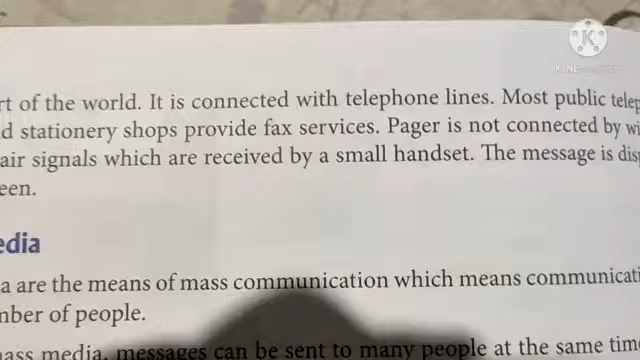 rt of the world. It is connected with telephone lines. Most public telep
d stationery shops provide fax services. Pager is not connected by wi
air signals which are received by a small handset. The message is disp
een.
edia
a are the means of mass communication which means communicati
nber of people.
mass media, messages can be sent to many people at the same tim